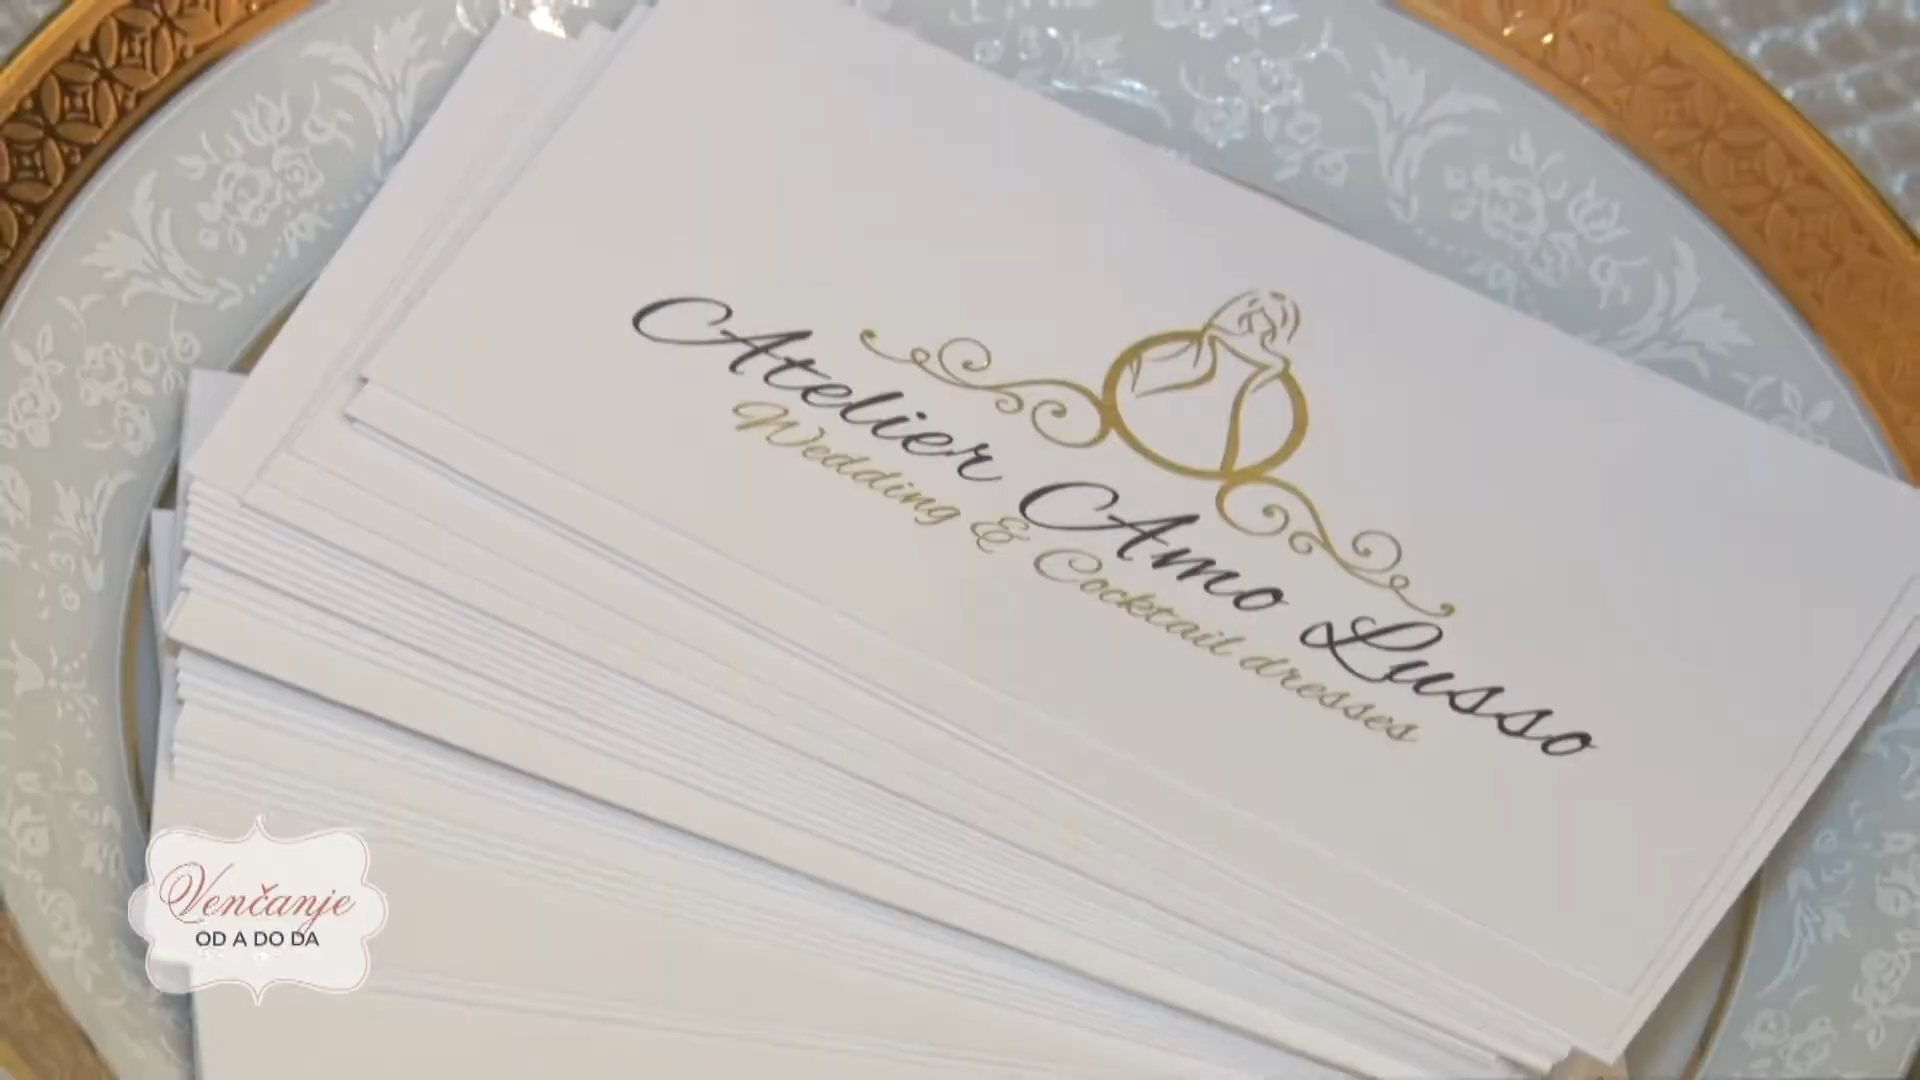 Atelier Amo Lusso
Wedding & Cocktail dresses
Venčanje
OD A DO DA